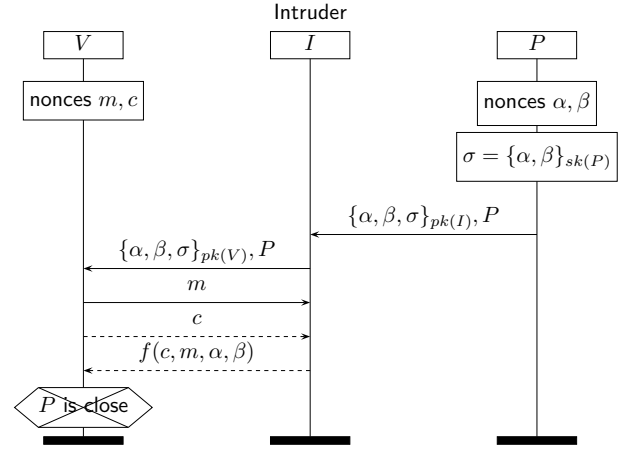 Intruder
V I P
nonces m, c
nonces α, β
σ = {α, β}sk(P)
{α, β, σ}pk(I), P
{α, β, σ}pk(V), P
m
c
f(c, m, α, β)
P is close